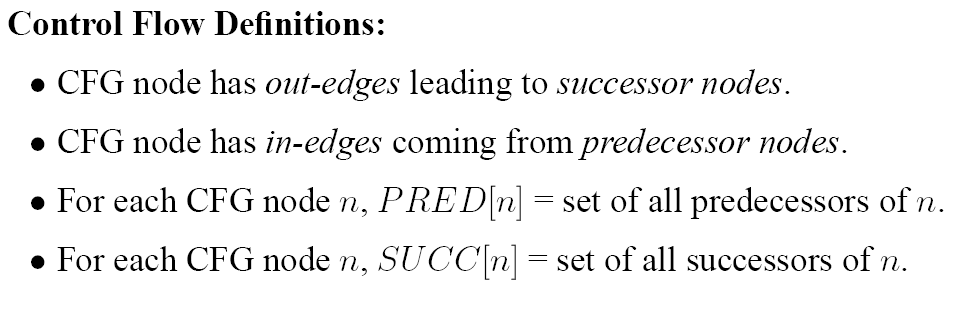 Control Flow Definitions:
• CFG node has out-edges leading to successor nodes.
• CFG node has in-edges coming from predecessor nodes.
• For each CFG node n, PRED[n] = set of all predecessors of n.
• For each CFG node n, SUCC[n] = set of all successors of n.